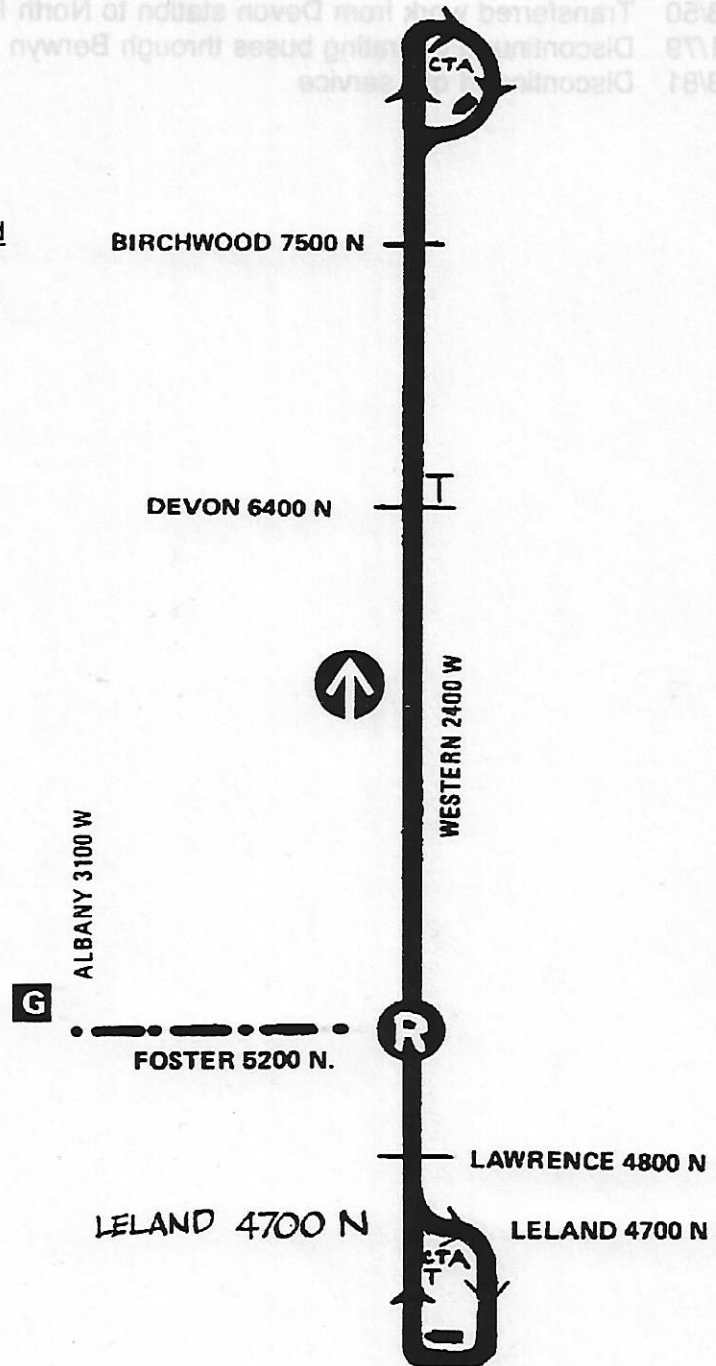 Transferred work from Devon station to North
Discontinued operating buses through Berwyn
service
CTA
BIRCHWOOD 7500 N
DEVON 6400 N
T
WESTERN 2400 W
ALBANY 3100 W
G
R
FOSTER 5200 N.
LAWRENCE 4800 N
LELAND 4700 N
LELAND 4700 N
CTA
T